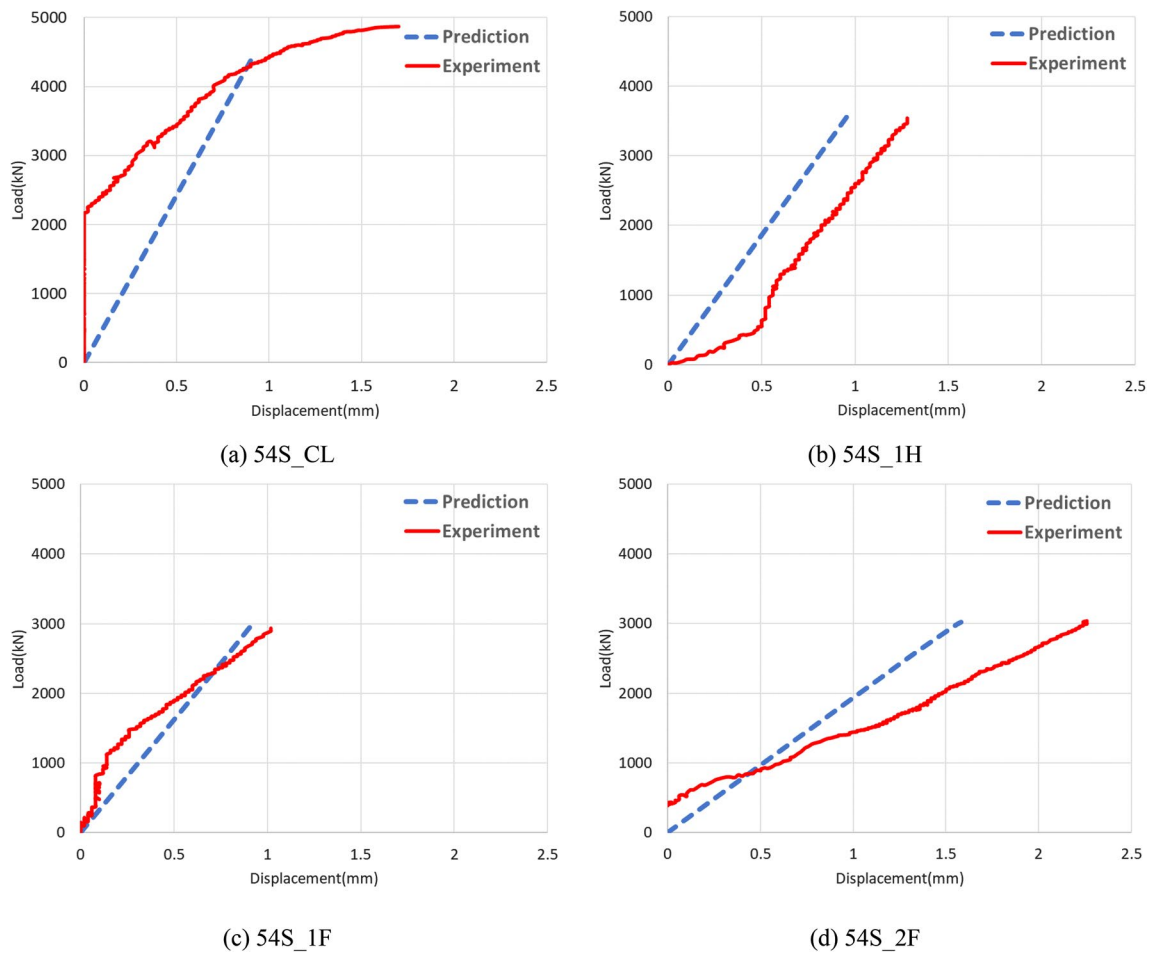 5000
4000
3000
2000
1000
0
Load(kN)
0 0.5 1 1.5 2 2.5
Displacement(mm)
Prediction
Experiment
(a) 54S_CL
5000
4000
3000
2000
1000
0
Load(kN)
0 0.5 1 1.5 2 2.5
Displacement(mm)
Prediction
Experiment
(b) 54S_1H
5000
4000
3000
2000
1000
0
Load(kN)
0 0.5 1 1.5 2 2.5
Displacement(mm)
Prediction
Experiment
(c) 54S_1F
5000
4000
3000
2000
1000
0
Load(kN)
0 0.5 1 1.5 2 2.5
Displacement(mm)
Prediction
Experiment
(d) 54S_2F